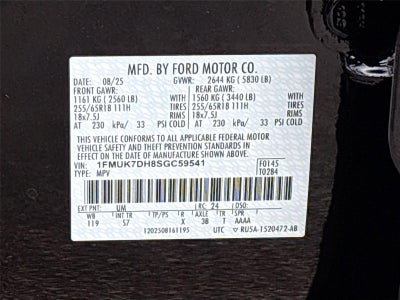 MFD. BY FORD MOTOR CO.
DATE: 08/25 GVWR: 2644 KG ( 5830 LB)
FRONT GAWR: REAR GAWR:
1161 KG ( 2560 LB) WITH 1560 KG ( 3440 LB) WITH
255/65R18 111H TIRES 255/65R18 111H TIRES
18x7.5J RIMS 18x7.5J RIMS
AT 230 kPa/ 33 PSI COLD AT 230 kPa/ 33 PSI COLD
THIS VEHICLE CONFORMS TO ALL APPLICABLE FEDERAL MOTOR
VEHICLE SAFETY AND THEFT PREVENTION STANDARDS IN EFFECT
ON THE DATE OF MANUFACTURE SHOWN ABOVE.
VIN: 1FMUK7DH8SGC59541 F0145
TYPE: MPV T0284
EXT PNT: UM RC: 24 DSO:
WB INT TR TP/PS R AXLE TR SPR
119 S7 X 38 T AAAA
1202508161195 UTC RU5A-1520472-AB